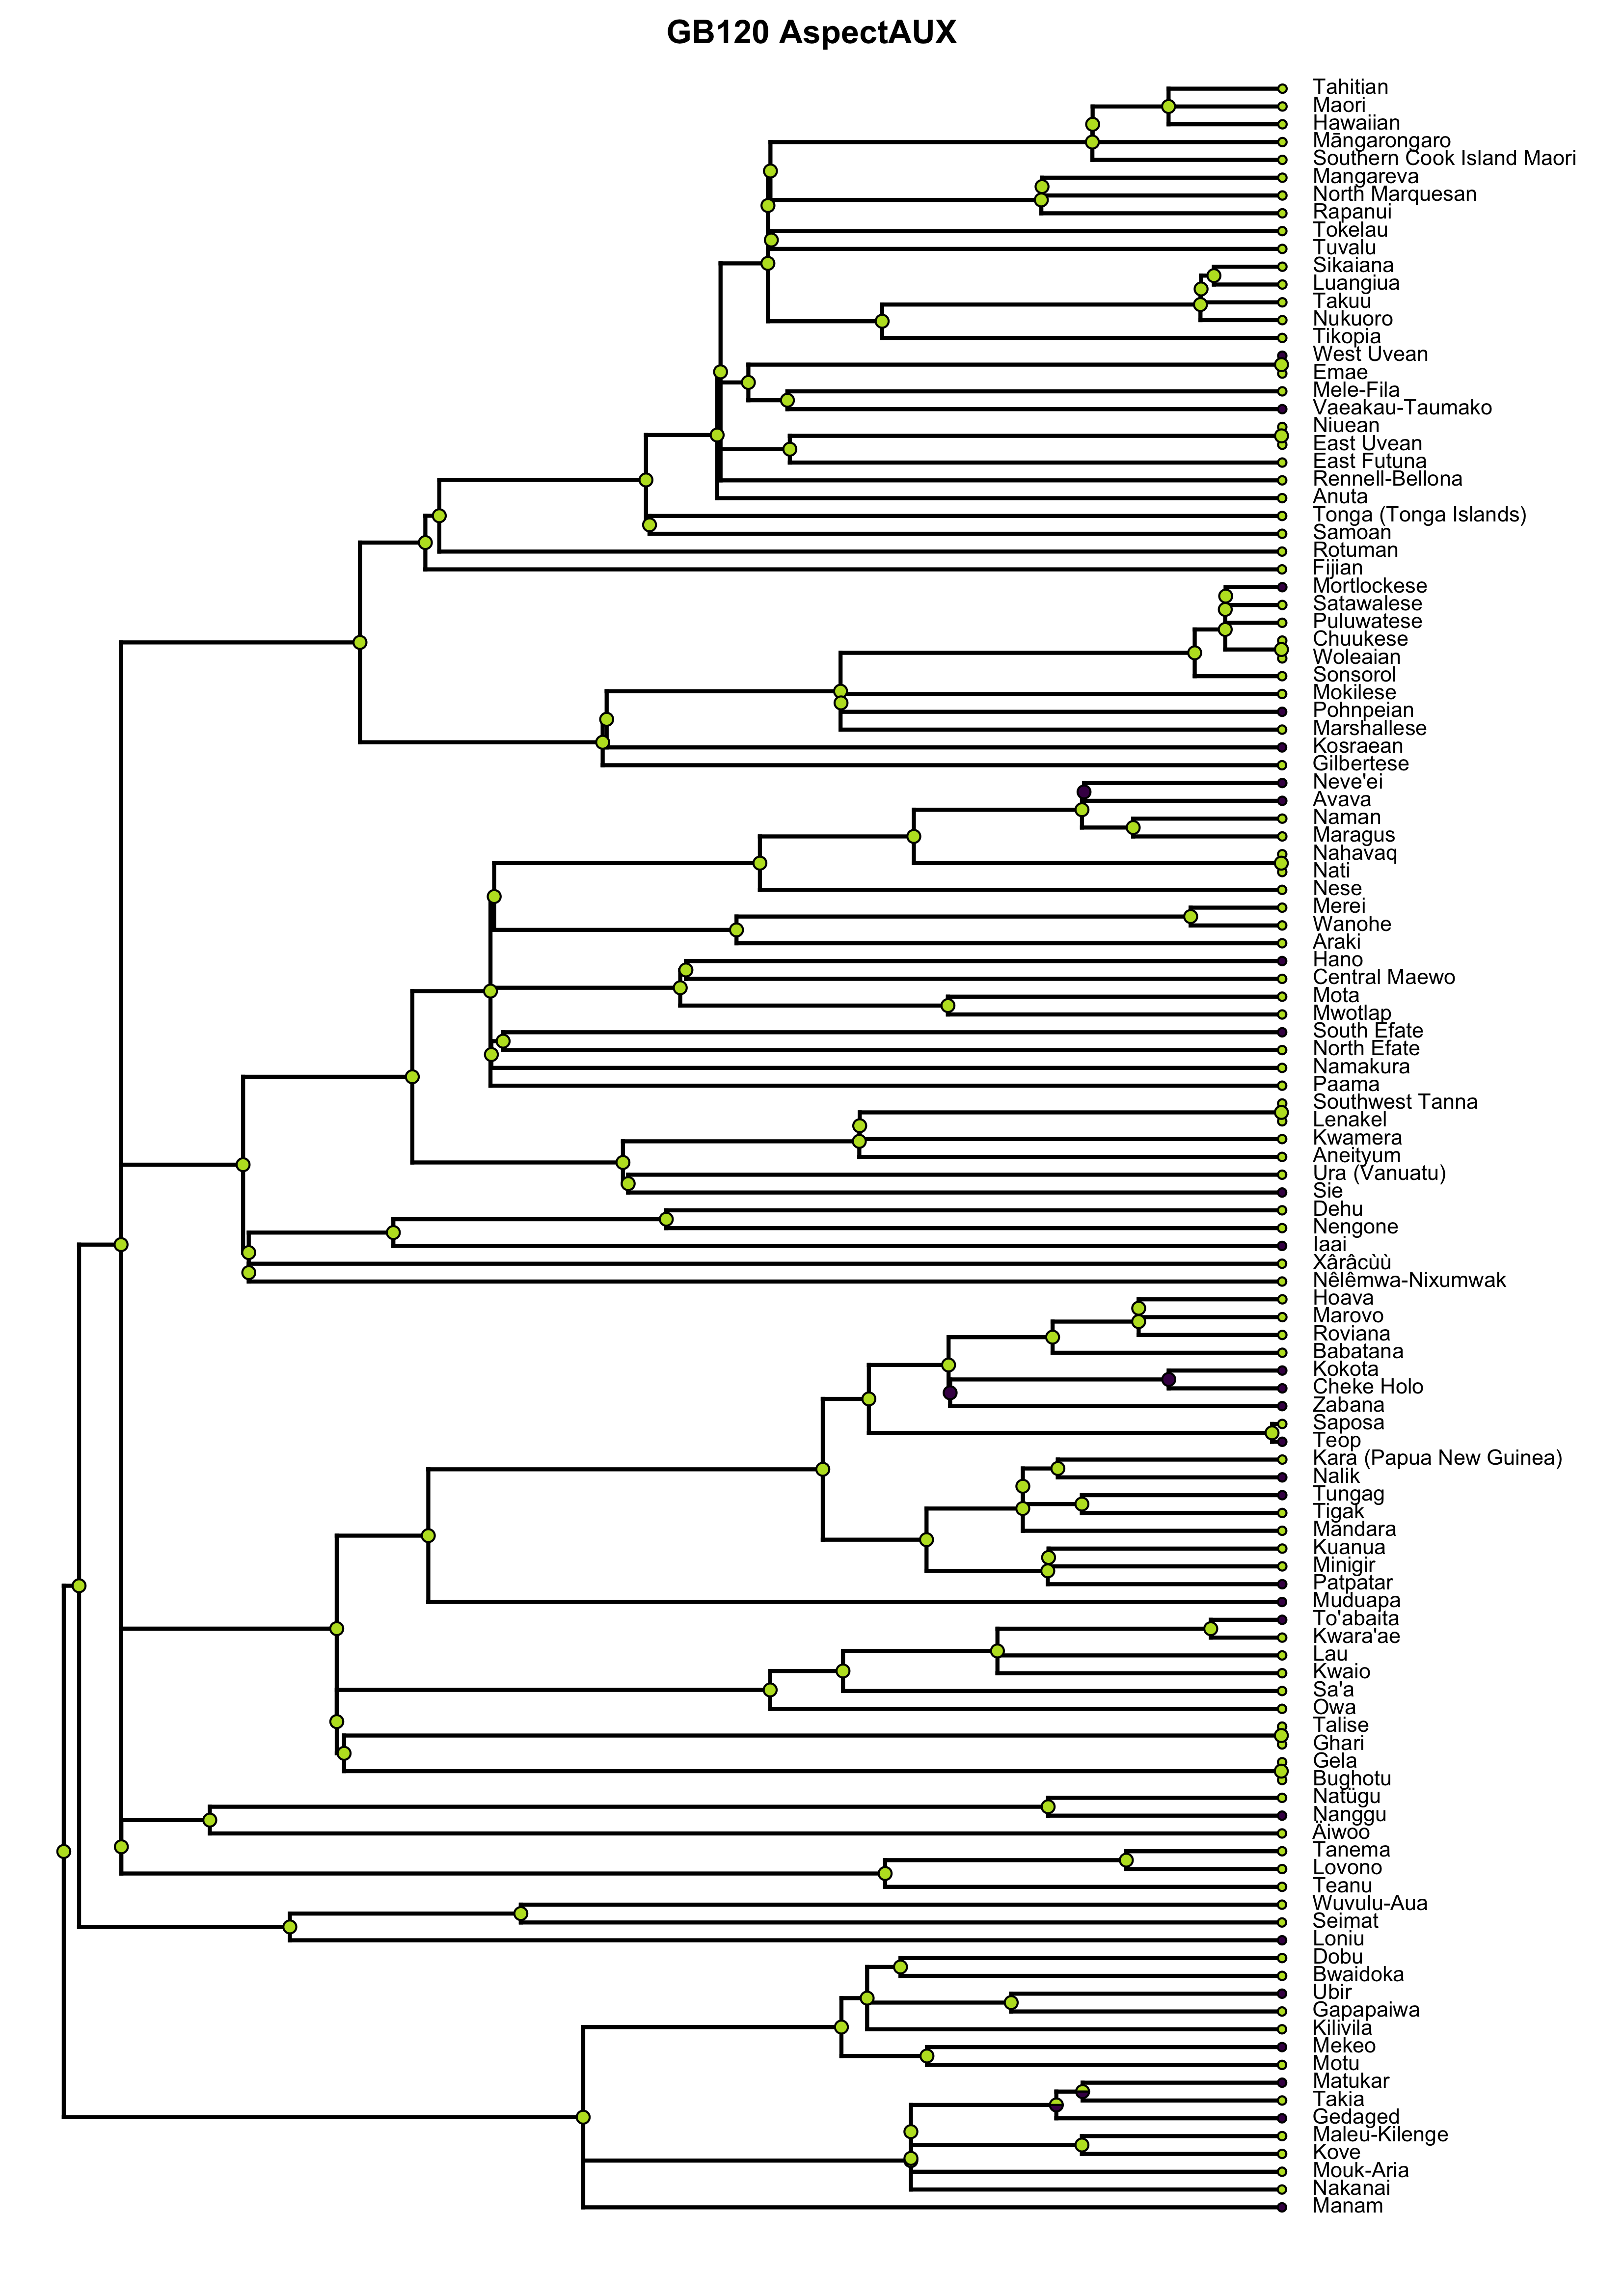 GB120 AspectAUX
Tahitian
Maori
Hawaiian
Māngarongaro
Southern Cook Island Maori
Mangareva
North Marquesan
Rapanui
Tokelau
Tuvalu
Sikaiana
Luangiua
Takuu
Nukuoro
Tikopia
West Uvean
Emae
Mele-Fila
Vaeakau-Taumako
Niuean
East Uvean
East Futuna
Rennell-Bellona
Anuta
Tonga (Tonga Islands)
Samoan
Rotuman
Fijian
Mortlockese
Satawalese
Puluwatese
Chuukese
Woleaian
Sonsorol
Mokilese
Pohnpeian
Marshallese
Kosraean
Gilbertese
Neve'ei
Avava
Naman
Maragus
Nahavaq
Nati
Nese
Merei
Wanohe
Araki
Hano
Central Maewo
Mota
Mwotlap
South Efate
North Efate
Namakura
Paama
Southwest Tanna
Lenakel
Kwamera
Aneityum
Ura (Vanuatu)
Sie
Dehu
Nengone
Iaai
Xârâcùù
Nêlêmwa-Nixumwak
Hoava
Marovo
Roviana
Babatana
Kokota
Cheke Holo
Zabana
Saposa
Teop
Kara (Papua New Guinea)
Nalik
Tungag
Tigak
Mandara
Kuanua
Minigir
Patpatar
Muduapa
To'abaita
Kwara'ae
Lau
Kwaio
Sa'a
Owa
Talise
Ghari
Gela
Bughotu
Natügu
Nanggu
Äiwoo
Tanema
Lovono
Teanu
Wuvulu-Aua
Seimat
Loniu
Dobu
Bwaidoka
Ubir
Gapapaiwa
Kilivila
Mekeo
Motu
Matukar
Takia
Gedaged
Maleu-Kilenge
Kove
Mouk-Aria
Nakanai
Manam